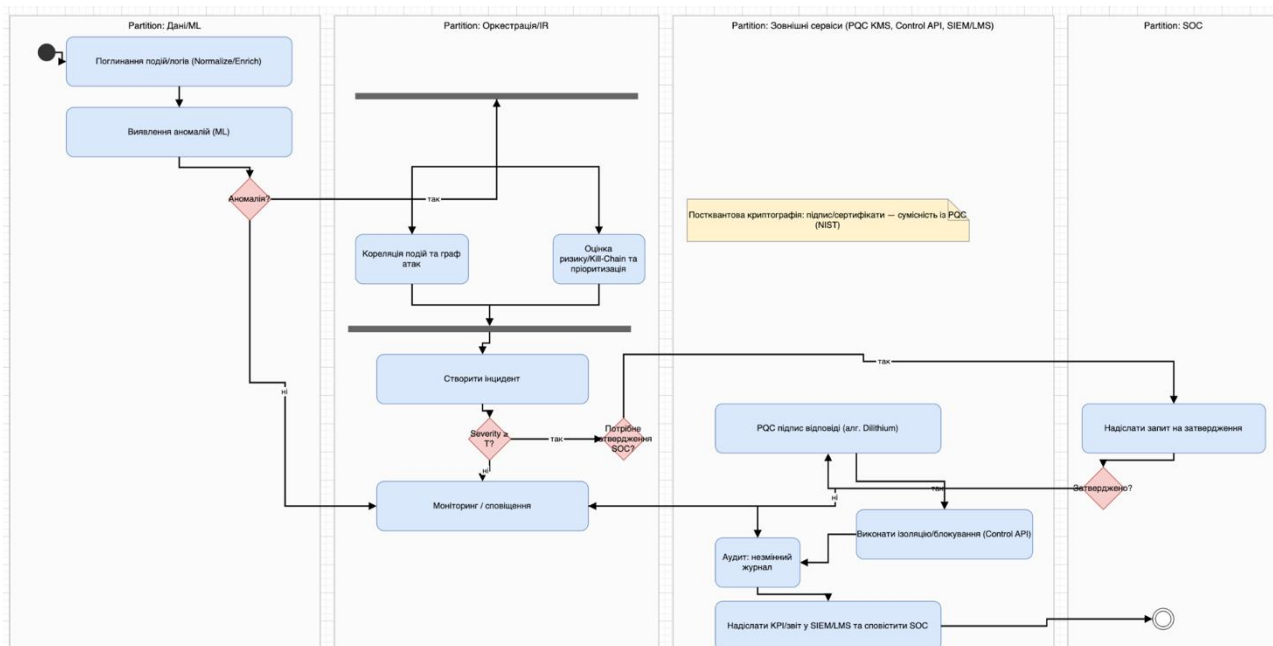 Partition: Дані/ML
Partition: Оркестрація/IR
Partition: Зовнішні сервіси (PQC KMS, Control API, SIEM/LMS)
Partition: SOC
Поглинання подій/логів (Normalize/Enrich)
Виявлення аномалій (ML)
Аномалія?
так
Постквантова криптографія: підпис/сертифікати — сумісність із PQC
(NIST)
Кореляція подій та граф
атак
Оцінка
ризику/Kill-Chain та
пріоритизація
так
Створити інцидент
ні
Severity ≥
T?
так
Потрібне
затвердження
SOC?
PQC підпис відповіді (алг. Dilithium)
Надіслати запит на затвердження
ні
Затверджено?
так
ні
Моніторинг / сповіщення
Виконати ізоляцію/блокування (Control API)
Аудит: незмінний
журнал
Надіслати KPI/звіт у SIEM/LMS та сповістити SOC